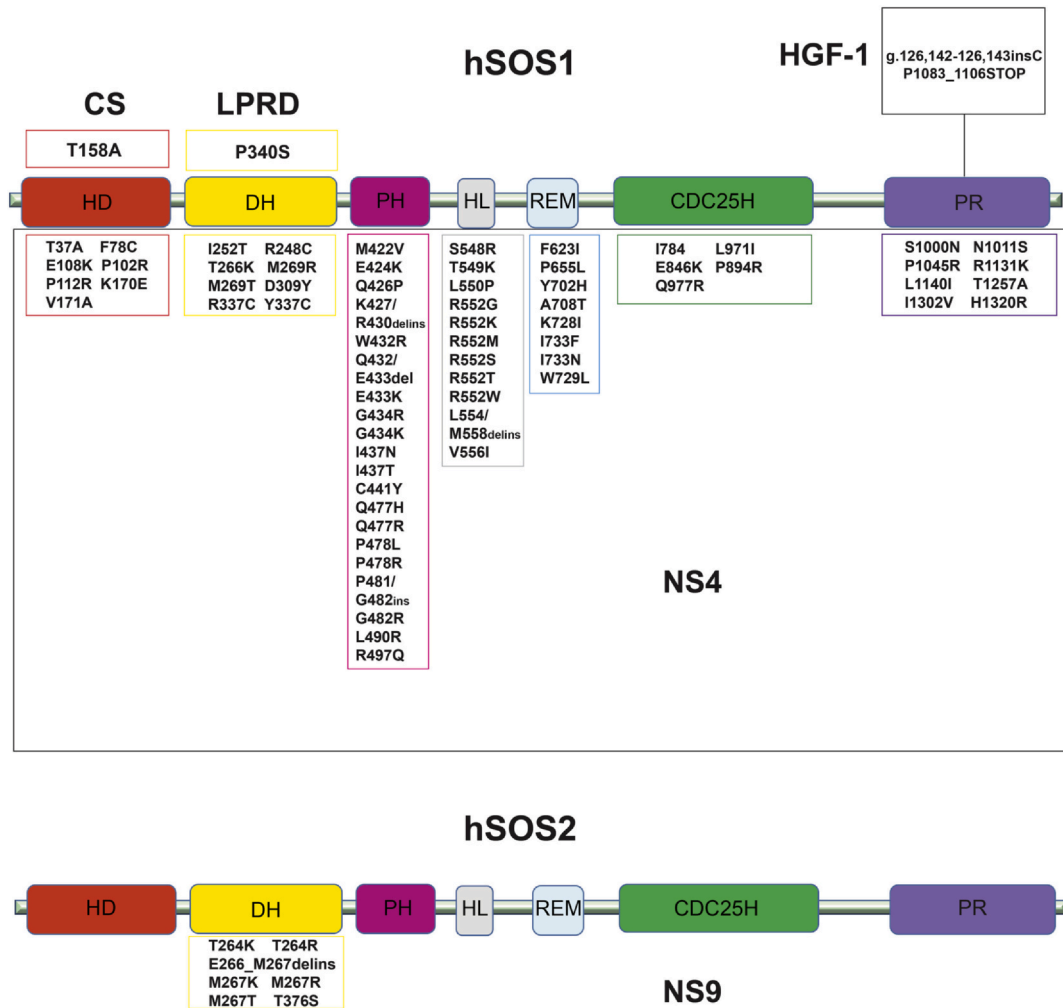 hSOS1
HGF-1
g.126,142-126,143insC
P1083_1106STOP
CS
LPRD
T158A
P340S
HD
DH
PH
HL
REM
CDC25H
PR
T37A F78C
E108K P102R
P112R K170E
V171A
I252T R248C
T266K M269R
M269T D309Y
R337C Y337C
M422V
E424K
Q426P
K427/
R430delins
W432R
Q432/
E433del
E433K
G434R
G434K
I437N
I437T
C441Y
Q477H
Q477R
P478L
P478R
P481/
G482ins
G482R
L490R
R497Q
S548R
T549K
L550P
R552G
R552K
R552M
R552S
R552T
R552W
L554/
M558delins
V556I
F623I
P655L
Y702H
A708T
K728I
I733F
I733N
W729L
I784 L971I
E846K P894R
Q977R
S1000N N1011S
P1045R R1131K
L1140I T1257A
I1302V H1320R
NS4
hSOS2
HD
DH
PH
HL
REM
CDC25H
PR
T264K T264R
E266_M267delins
M267K M267R
M267T T376S
NS9